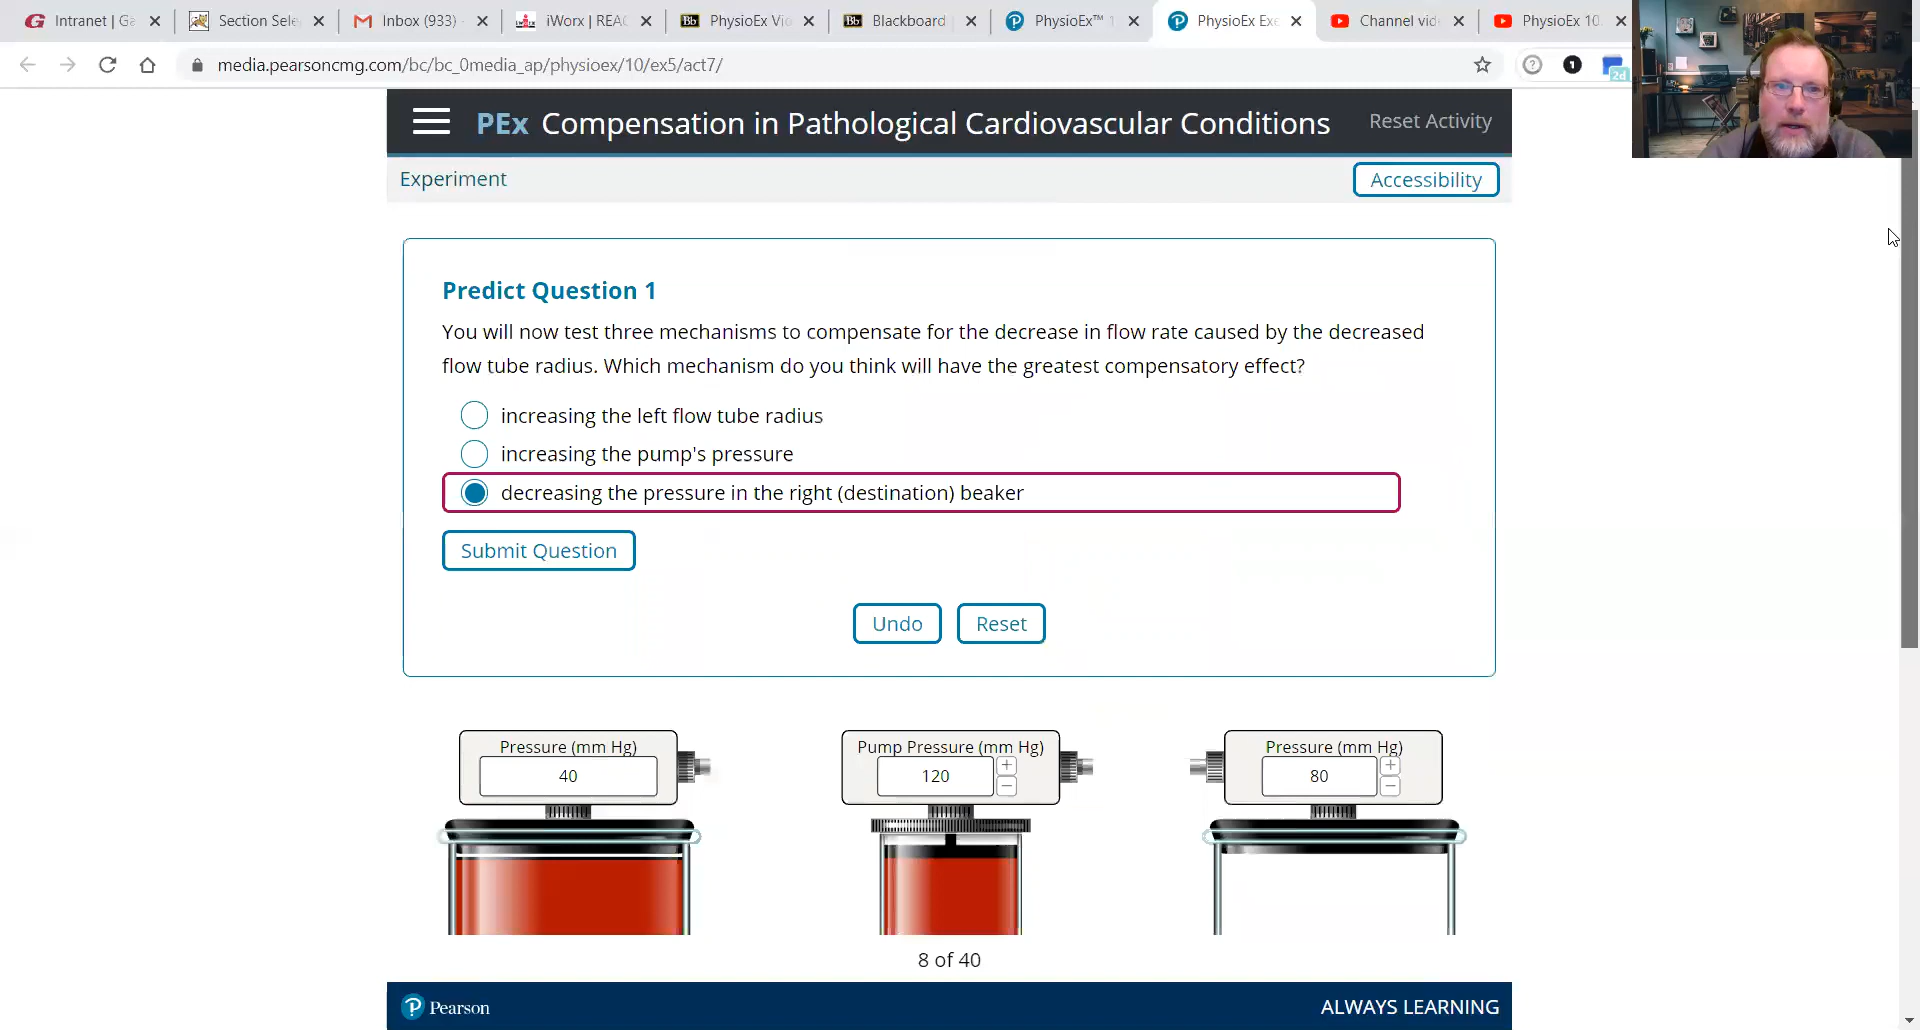 Intranet | Ga
Section Sele
Inbox (933)
iWorx | REA
PhysioEx Vi
Blackboard
PhysioEx™ 1
PhysioEx Exe
Channel vid
PhysioEx 10.
media.pearsoncmg.com/bc/bc_0media_ap/physioex/10/ex5/act7/
2d
PEx Compensation in Pathological Cardiovascular Conditions
Reset Activity
Experiment
Accessibility
Predict Question 1
You will now test three mechanisms to compensate for the decrease in flow rate caused by the decreased
flow tube radius. Which mechanism do you think will have the greatest compensatory effect?
increasing the left flow tube radius
increasing the pump's pressure
decreasing the pressure in the right (destination) beaker
Submit Question
Undo
Reset
Pressure (mm Hg)
40
Pump Pressure (mm Hg)
120
+
−
Pressure (mm Hg)
80
+
−
8 of 40
Pearson
ALWAYS LEARNING